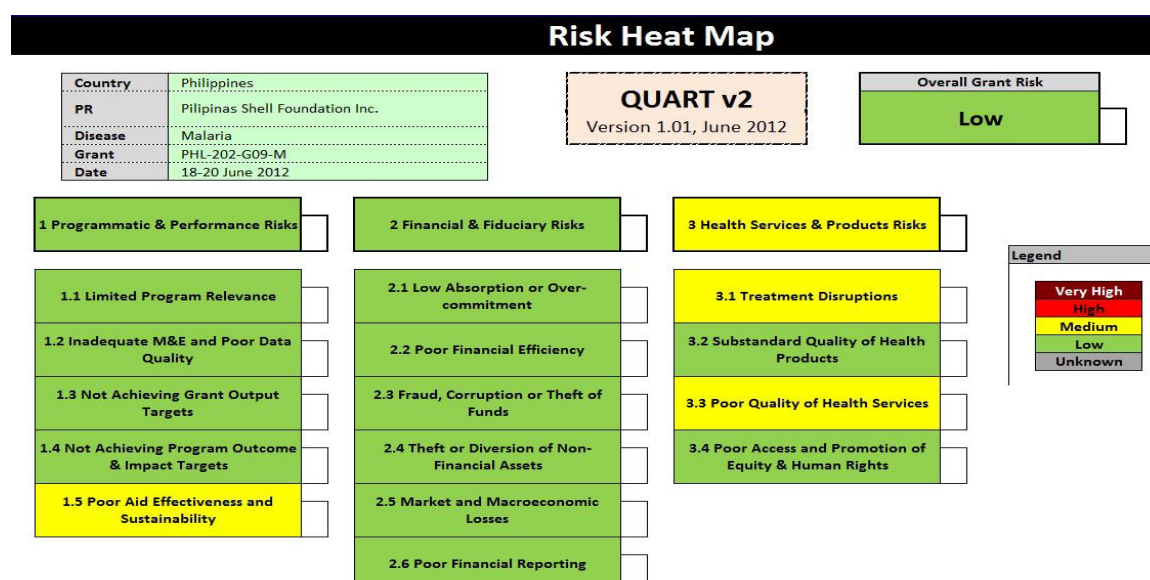 Risk Heat Map
Country Philippines
PR Pilipinas Shell Foundation Inc.
Disease Malaria
Grant PHL-202-G09-M
Date 18-20 June 2012
QUART v2
Version 1.01, June 2012
Overall Grant Risk
Low
1 Programmatic & Performance Risks
1.1 Limited Program Relevance
1.2 Inadequate M&E and Poor Data
Quality
1.3 Not Achieving Grant Output
Targets
1.4 Not Achieving Program Outcome
& Impact Targets
1.5 Poor Aid Effectiveness and
Sustainability
2 Financial & Fiduciary Risks
2.1 Low Absorption or Over-
commitment
2.2 Poor Financial Efficiency
2.3 Fraud, Corruption or Theft of
Funds
2.4 Theft or Diversion of Non-
Financial Assets
2.5 Market and Macroeconomic
Losses
2.6 Poor Financial Reporting
3 Health Services & Products Risks
3.1 Treatment Disruptions
3.2 Substandard Quality of Health
Products
3.3 Poor Quality of Health Services
3.4 Poor Access and Promotion of
Equity & Human Rights
Legend
Very High
High
Medium
Low
Unknown